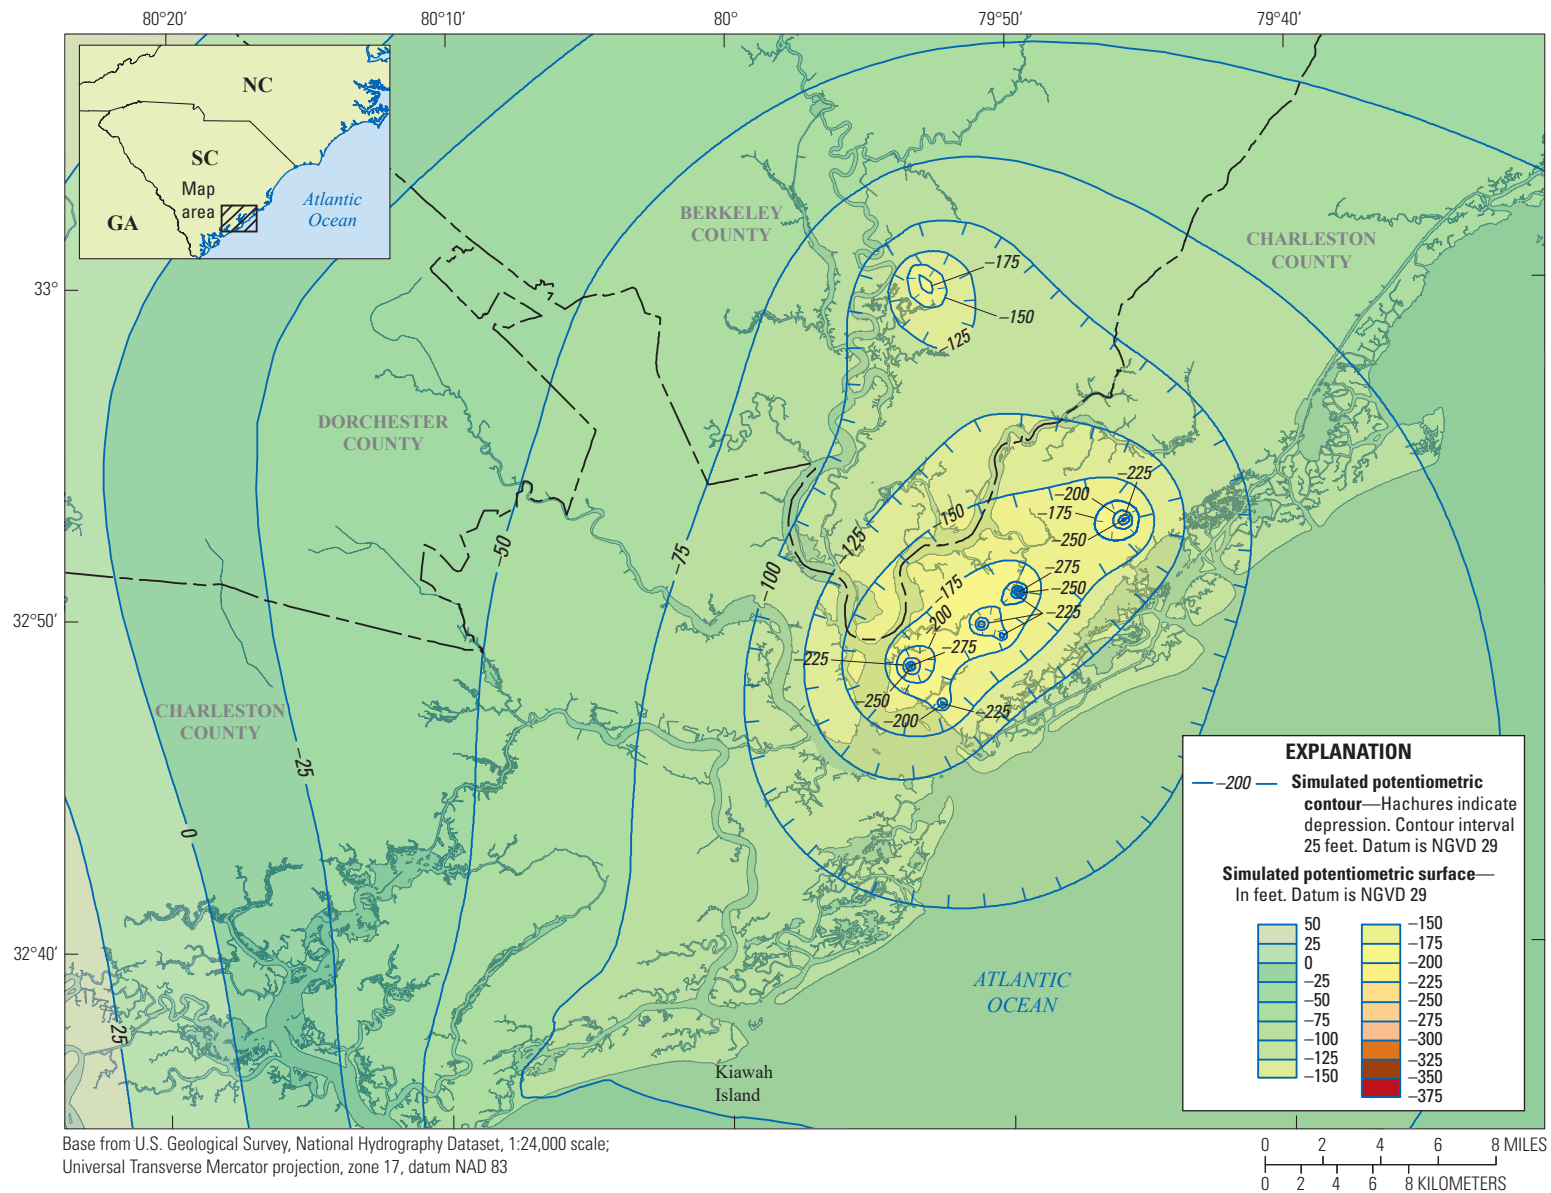 80°20'
80°10'
80°
79°50'
79°40'
NC
SC
Map
area
GA
Atlantic
Ocean
BERKELEY
COUNTY
CHARLESTON
COUNTY
–175
–150
–125
33°
DORCHESTER
COUNTY
–225
–200
–175
–250
–150
–125
–50
–75
–100
–275
–250
–225
–175
–200
–275
–225
–250
–200
–225
32°50'
CHARLESTON
COUNTY
–25
0
25
32°40'
ATLANTIC
OCEAN
Kiawah
Island
EXPLANATION
–200
Simulated potentiometric
contour—Hachures indicate
depression. Contour interval
25 feet. Datum is NGVD 29
Simulated potentiometric surface—
In feet. Datum is NGVD 29
50
25
0
–25
–50
–75
–100
–125
–150
–150
–175
–200
–225
–250
–275
–300
–325
–350
–375
Base from U.S. Geological Survey, National Hydrography Dataset, 1:24,000 scale;
Universal Transverse Mercator projection, zone 17, datum NAD 83
0 2 4 6 8 MILES
0 2 4 6 8 KILOMETERS